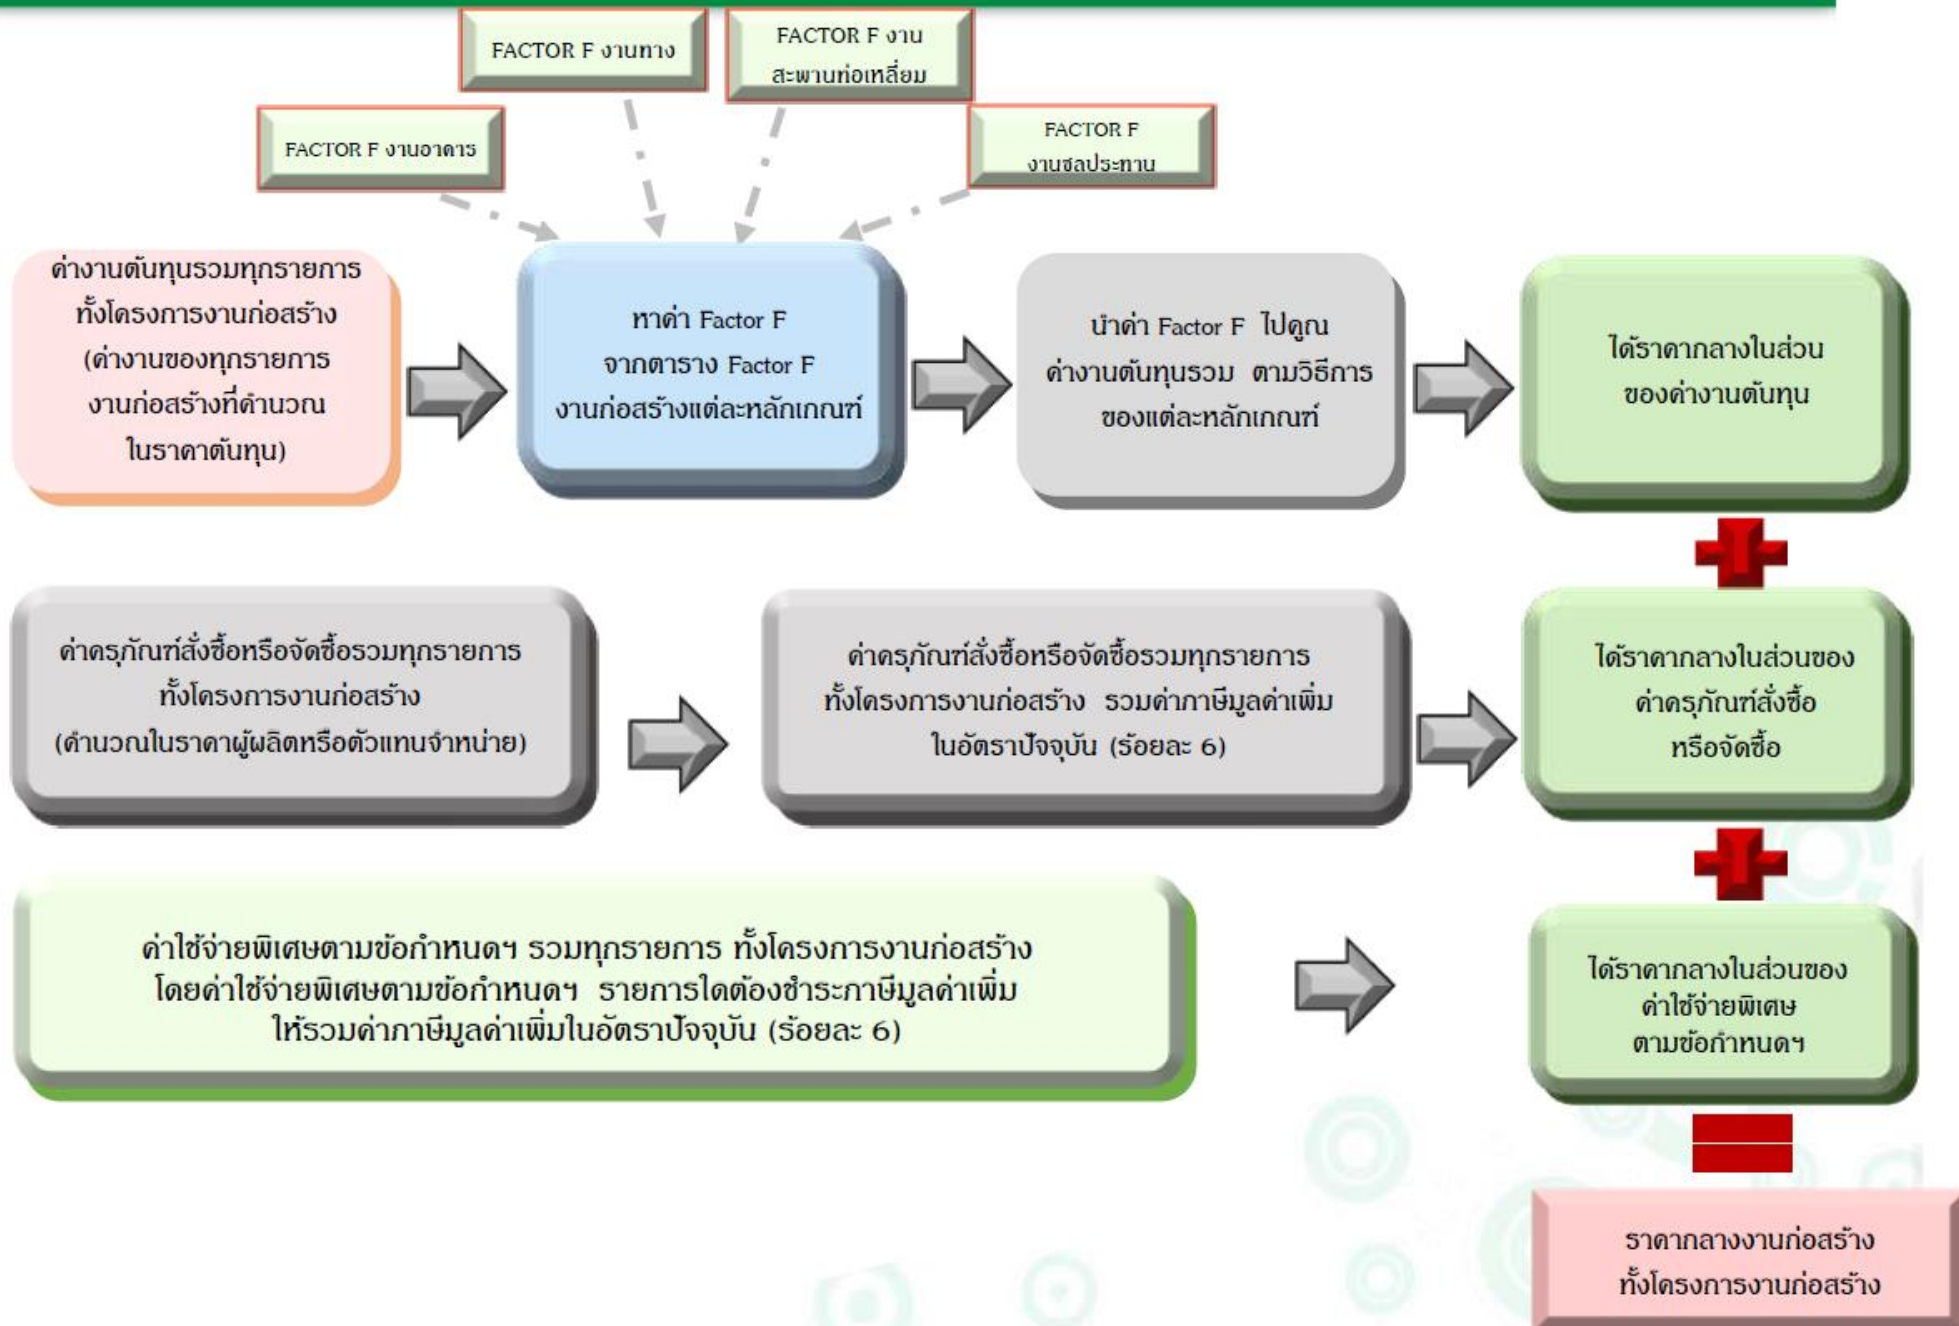 FACTOR F งานทาง
FACTOR F งาน
สะพานท่อเหลี่ยม
FACTOR F งานอาคาร
FACTOR F
งานชลประทาน
ค่างานต้นทุนรวมทุกรายการ
ทั้งโครงการงานก่อสร้าง
(ค่างานของทุกรายการ
งานก่อสร้างที่คำนวณ
ในราคาต้นทุน)
หาค่า Factor F
จากตาราง Factor F
งานก่อสร้างแต่ละหลักเกณฑ์
นำค่า Factor F ไปคูณ
ค่างานต้นทุนรวม ตามวิธีการ
ของแต่ละหลักเกณฑ์
ได้ราคากลางในส่วน
ของค่างานต้นทุน
ค่าครุภัณฑ์สั่งซื้อหรือจัดซื้อรวมทุกรายการ
ทั้งโครงการงานก่อสร้าง
(คำนวณในราคาผู้ผลิตหรือตัวแทนจำหน่าย)
ค่าครุภัณฑ์สั่งซื้อหรือจัดซื้อรวมทุกรายการ
ทั้งโครงการงานก่อสร้าง รวมค่าภาษีมูลค่าเพิ่ม
ในอัตราปัจจุบัน (ร้อยละ 6)
ได้ราคากลางในส่วนของ
ค่าครุภัณฑ์สั่งซื้อ
หรือจัดซื้อ
ค่าใช้จ่ายพิเศษตามข้อกำหนดฯ รวมทุกรายการ ทั้งโครงการงานก่อสร้าง
โดยค่าใช้จ่ายพิเศษตามข้อกำหนดฯ รายการใดต้องชำระภาษีมูลค่าเพิ่ม
ให้รวมค่าภาษีมูลค่าเพิ่มในอัตราปัจจุบัน (ร้อยละ 6)
ได้ราคากลางในส่วนของ
ค่าใช้จ่ายพิเศษ
ตามข้อกำหนดฯ
ราคากลางงานก่อสร้าง
ทั้งโครงการงานก่อสร้าง